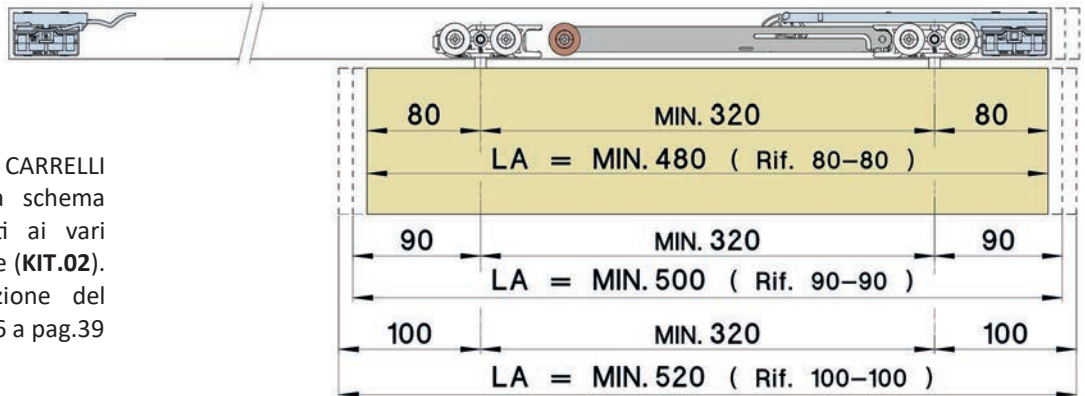 CARRELLI
schema
ti ai vari
e (KIT.02).
zione del
a pag.39
80 MIN. 320 80
LA = MIN. 480 ( Rif. 80-80 )
90 MIN. 320 90
LA = MIN. 500 ( Rif. 90-90 )
100 MIN. 320 100
LA = MIN. 520 ( Rif. 100-100 )